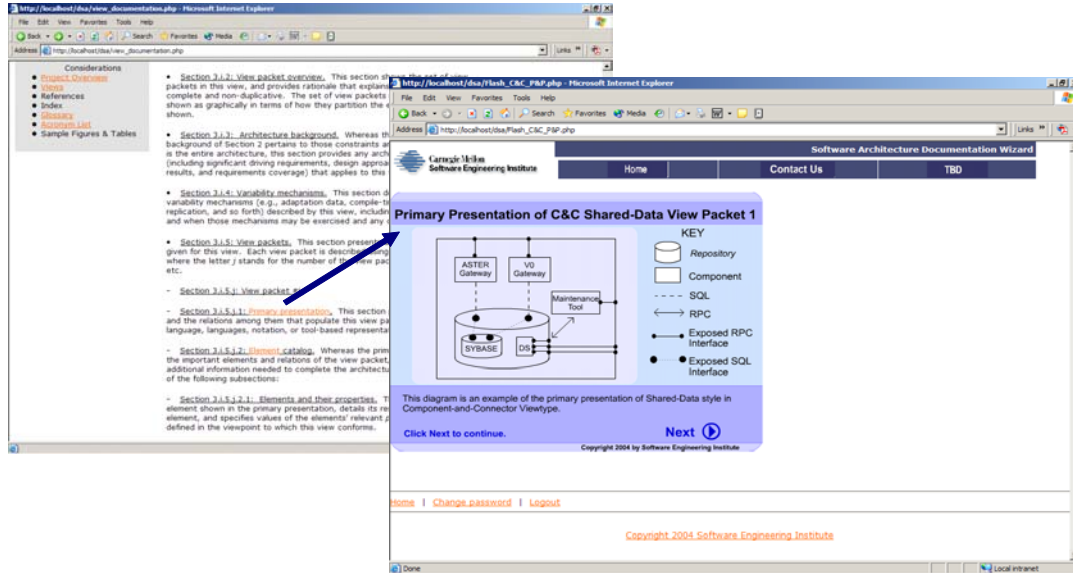 http://localhost/dsa/view_documentation.php - Microsoft Internet Explorer
File Edit View Favorites Tools Help
Back Search Favorites Media
Address http://localhost/dsa/view_documentation.php Links »
Considerations
Project Overview
Views
References
Index
Glossary
Acronym List
Sample Figures & Tables
• Section 3.i.2: View packet overview. This section shows the set of view
packets in this view, and provides rationale that explains
complete and non-duplicative. The set of view packets
shown as graphically in terms of how they partition the
shown.
• Section 3.i.3: Architecture background. Whereas th
background of Section 2 pertains to those constraints a
is the entire architecture, this section provides any arch
(including significant driving requirements, design approa
results, and requirements coverage) that applies to this
• Section 3.i.4: Variability mechanisms. This section d
variability mechanisms (e.g., adaptation data, compile-ti
replication, and so forth) described by this view, includin
and when those mechanisms may be exercised and any
• Section 3.i.5: View packets. This section present
given for this view. Each view packet is described using
where the letter j stands for the number of the view pac
etc.
- Section 3.i.5.j: View packet #
- Section 3.i.5.j.1: Primary presentation. This section
and the relations among them that populate this view pa
language, languages, notation, or tool-based representa
- Section 3.i.5.j.2: Element catalog. Whereas the prim
the important elements and relations of the view packet,
additional information needed to complete the architectu
of the following subsections:
- Section 3.i.5.j.2.1: Elements and their properties. T
element shown in the primary presentation, details its re
element, and specifies values of the elements' relevant p
defined in the viewpoint to which this view conforms.
http://localhost/dsa/Flash_C&C_P&P.php - Microsoft Internet Explorer
File Edit View Favorites Tools Help
Back Search Favorites Media
Address http://localhost/dsa/Flash_C&C_P&P.php Links »
Carnegie Mellon
Software Engineering Institute
Software Architecture Documentation Wizard
Home Contact Us TBD
Primary Presentation of C&C Shared-Data View Packet 1
ASTER
Gateway
V0
Gateway
Maintenance
Tool
SYBASE
DS
KEY
Repository
Component
SQL
RPC
Exposed RPC
Interface
Exposed SQL
Interface
This diagram is an example of the primary presentation of Shared-Data style in
Component-and-Connector Viewtype.
Click Next to continue. Next
Copyright 2004 by Software Engineering Institute
Home | Change password | Logout
Copyright 2004 Software Engineering Institute
Done Local intranet